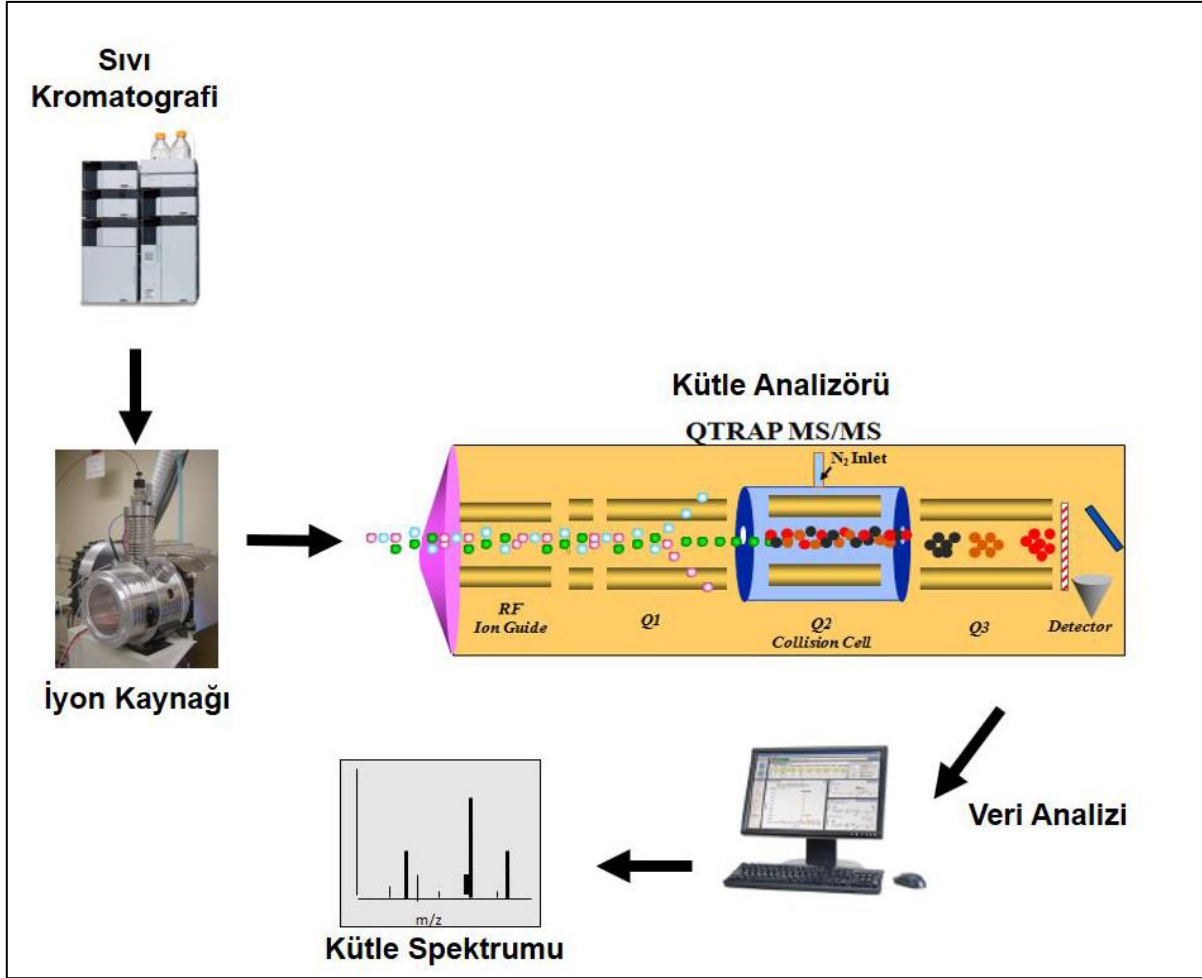 Sıvı
Kromatografi
Kütle Analizörü
QTRAP MS/MS
N₂ Inlet
RF
Ion Guide
Q1
Q2
Collision Cell
Q3
Detector
İyon Kaynağı
Veri Analizi
m/z
Kütle Spektrumu